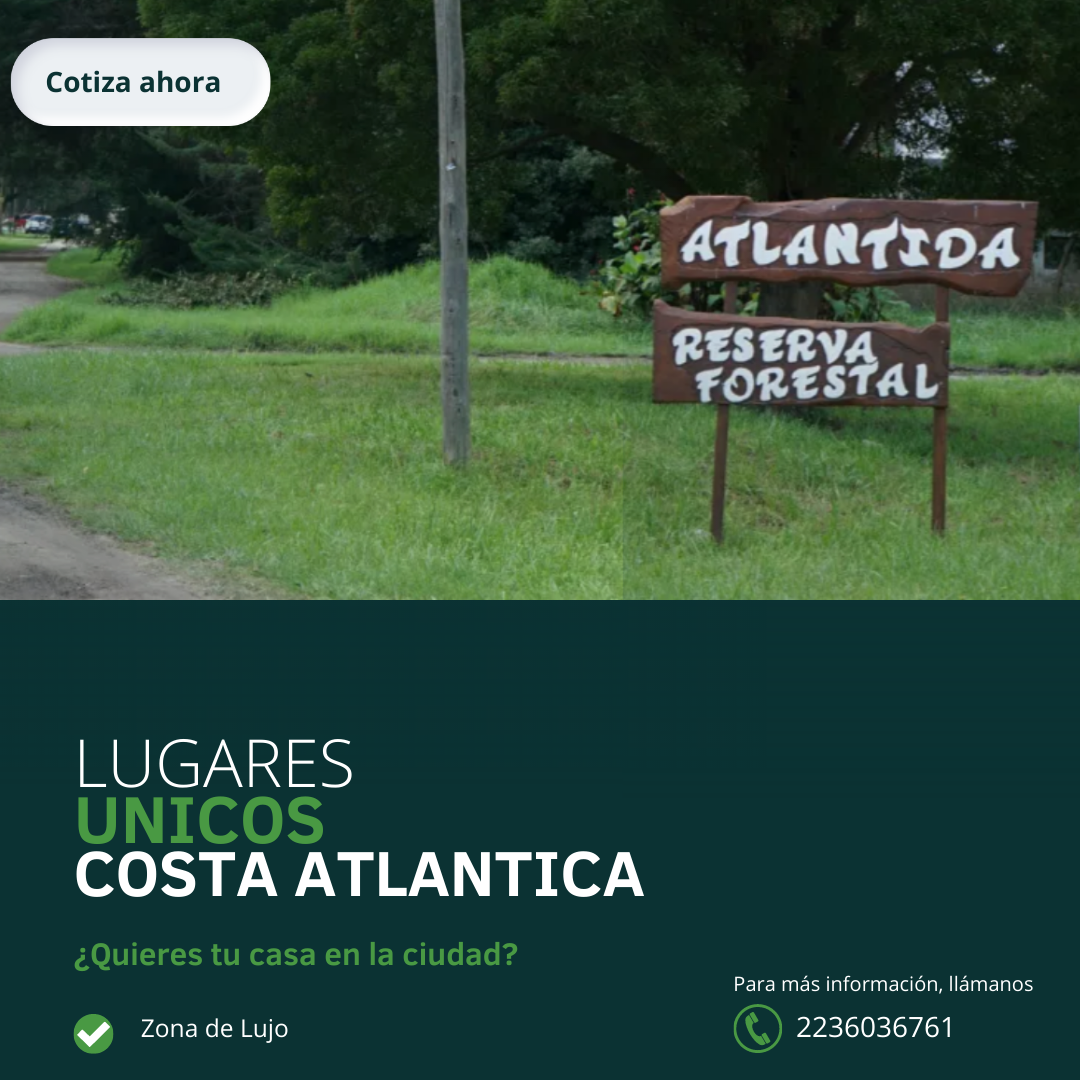 Cotiza ahora
ATLANTIDA
RESERVA
FORESTAL
LUGARES
UNICOS
COSTA ATLANTICA
¿Quieres tu casa en la ciudad?
Zona de Lujo
Para más información, llámanos
2236036761